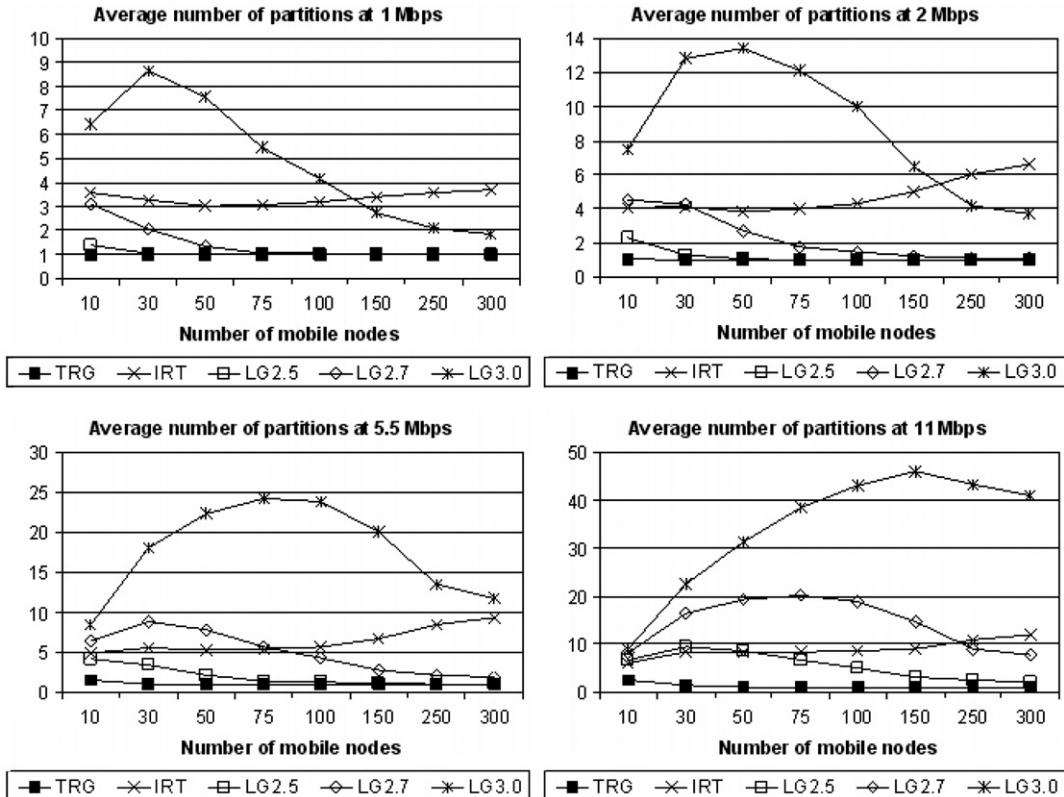 Average number of partitions at 1 Mbps
10
9
8
7
6
5
4
3
2
1
0
10 30 50 75 100 150 250 300
Number of mobile nodes
TRG IRT LG2.5 LG2.7 LG3.0
Average number of partitions at 2 Mbps
14
12
10
8
6
4
2
0
10 30 50 75 100 150 250 300
Number of mobile nodes
TRG IRT LG2.5 LG2.7 LG3.0
Average number of partitions at 5.5 Mbps
30
25
20
15
10
5
0
10 30 50 75 100 150 250 300
Number of mobile nodes
TRG IRT LG2.5 LG2.7 LG3.0
Average number of partitions at 11 Mbps
50
40
30
20
10
0
10 30 50 75 100 150 250 300
Number of mobile nodes
TRG IRT LG2.5 LG2.7 LG3.0